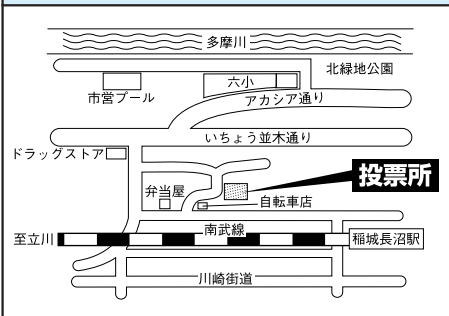 多摩川
北緑地公園
六小
市営プール
アカシア通り
いちょう並木通り
ドラッグストア
投票所
弁当屋
自転車店
南武線
至立川
稲城長沼駅
川崎街道